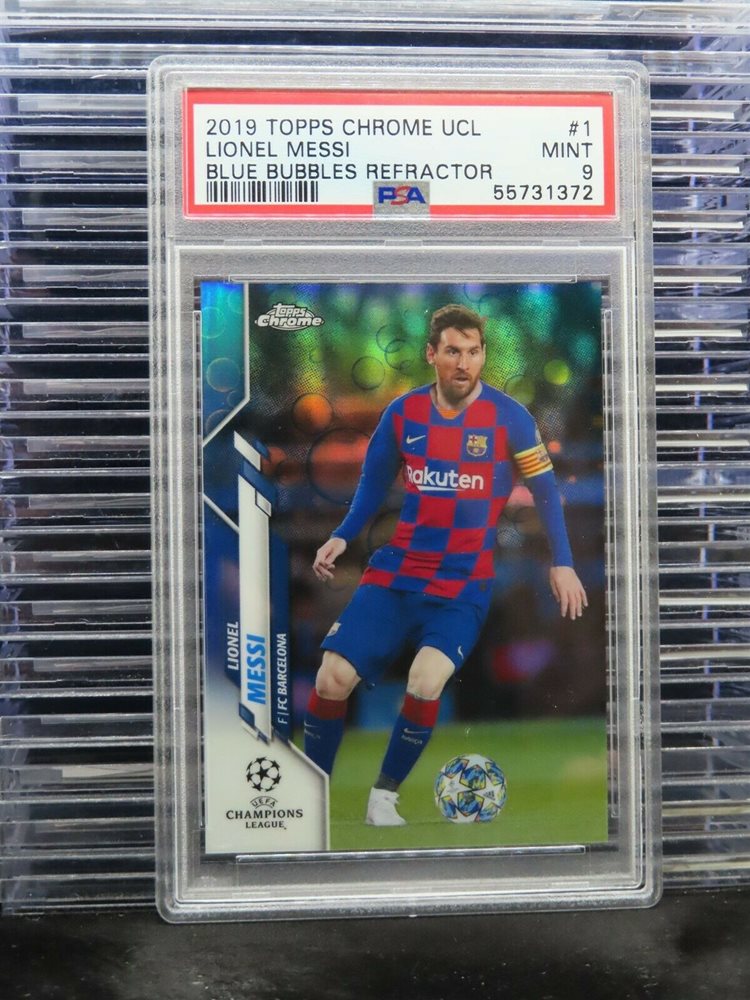 2019 TOPPS CHROME UCL #1
LIONEL MESSI MINT
BLUE BUBBLES REFRACTOR 9
PSA 55731372
Topps
Chrome
Rakuten
LIONEL
MESSI
F | FC BARCELONA
UEFA
CHAMPIONS
LEAGUE